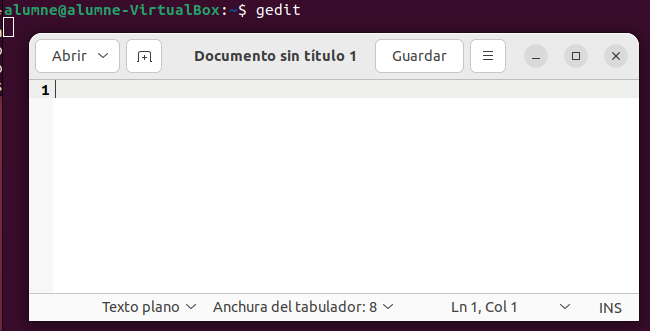 alumne@alumne-VirtualBox:~$ gedit
Abrir Documento sin título 1 Guardar
1
Texto plano Anchura del tabulador: 8 Ln 1, Col 1 INS